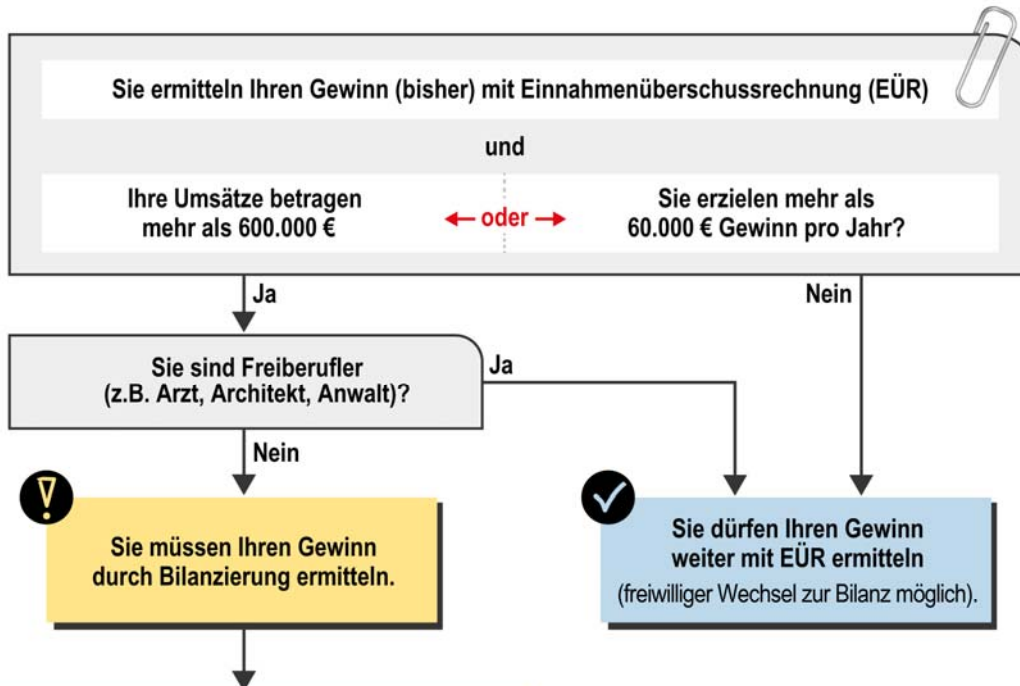 Sie ermitteln Ihren Gewinn (bisher) mit Einnahmenüberschussrechnung (EÜR)
und
Ihre Umsätze betragen
mehr als 600.000 €
oder
Sie erzielen mehr als
60.000 € Gewinn pro Jahr?
Ja
Nein
Sie sind Freiberufler
(z.B. Arzt, Architekt, Anwalt)?
Ja
Nein
Sie müssen Ihren Gewinn
durch Bilanzierung ermitteln.
Sie dürfen Ihren Gewinn
weiter mit EÜR ermitteln
(freiwilliger Wechsel zur Bilanz möglich).